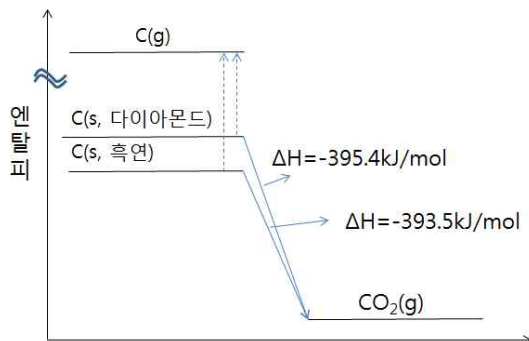 C(g)
엔탈피
C(s, 다이아몬드)
C(s, 흑연)
ΔH=-395.4kJ/mol
ΔH=-393.5kJ/mol
CO₂(g)